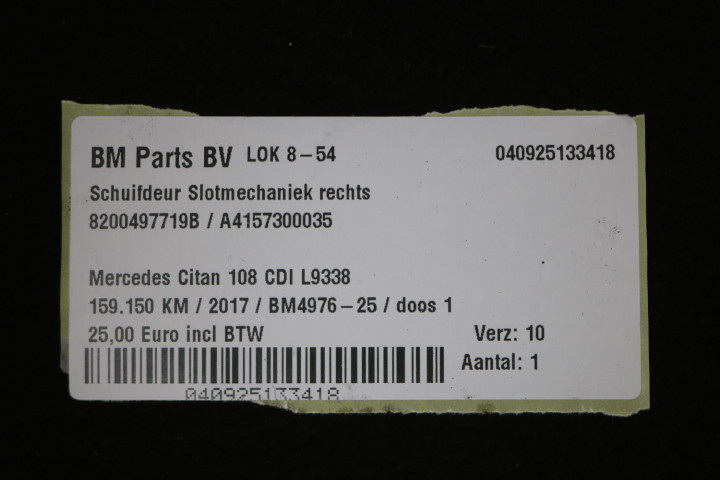 BM Parts BV LOK 8-54 040925133418
Schuifdeur Slotmechaniek rechts
8200497719B / A4157300035
Mercedes Citan 108 CDI L9338
159.150 KM / 2017 / BM4976-25 / doos 1
25,00 Euro incl BTW Verz: 10
Aantal: 1
040925133418